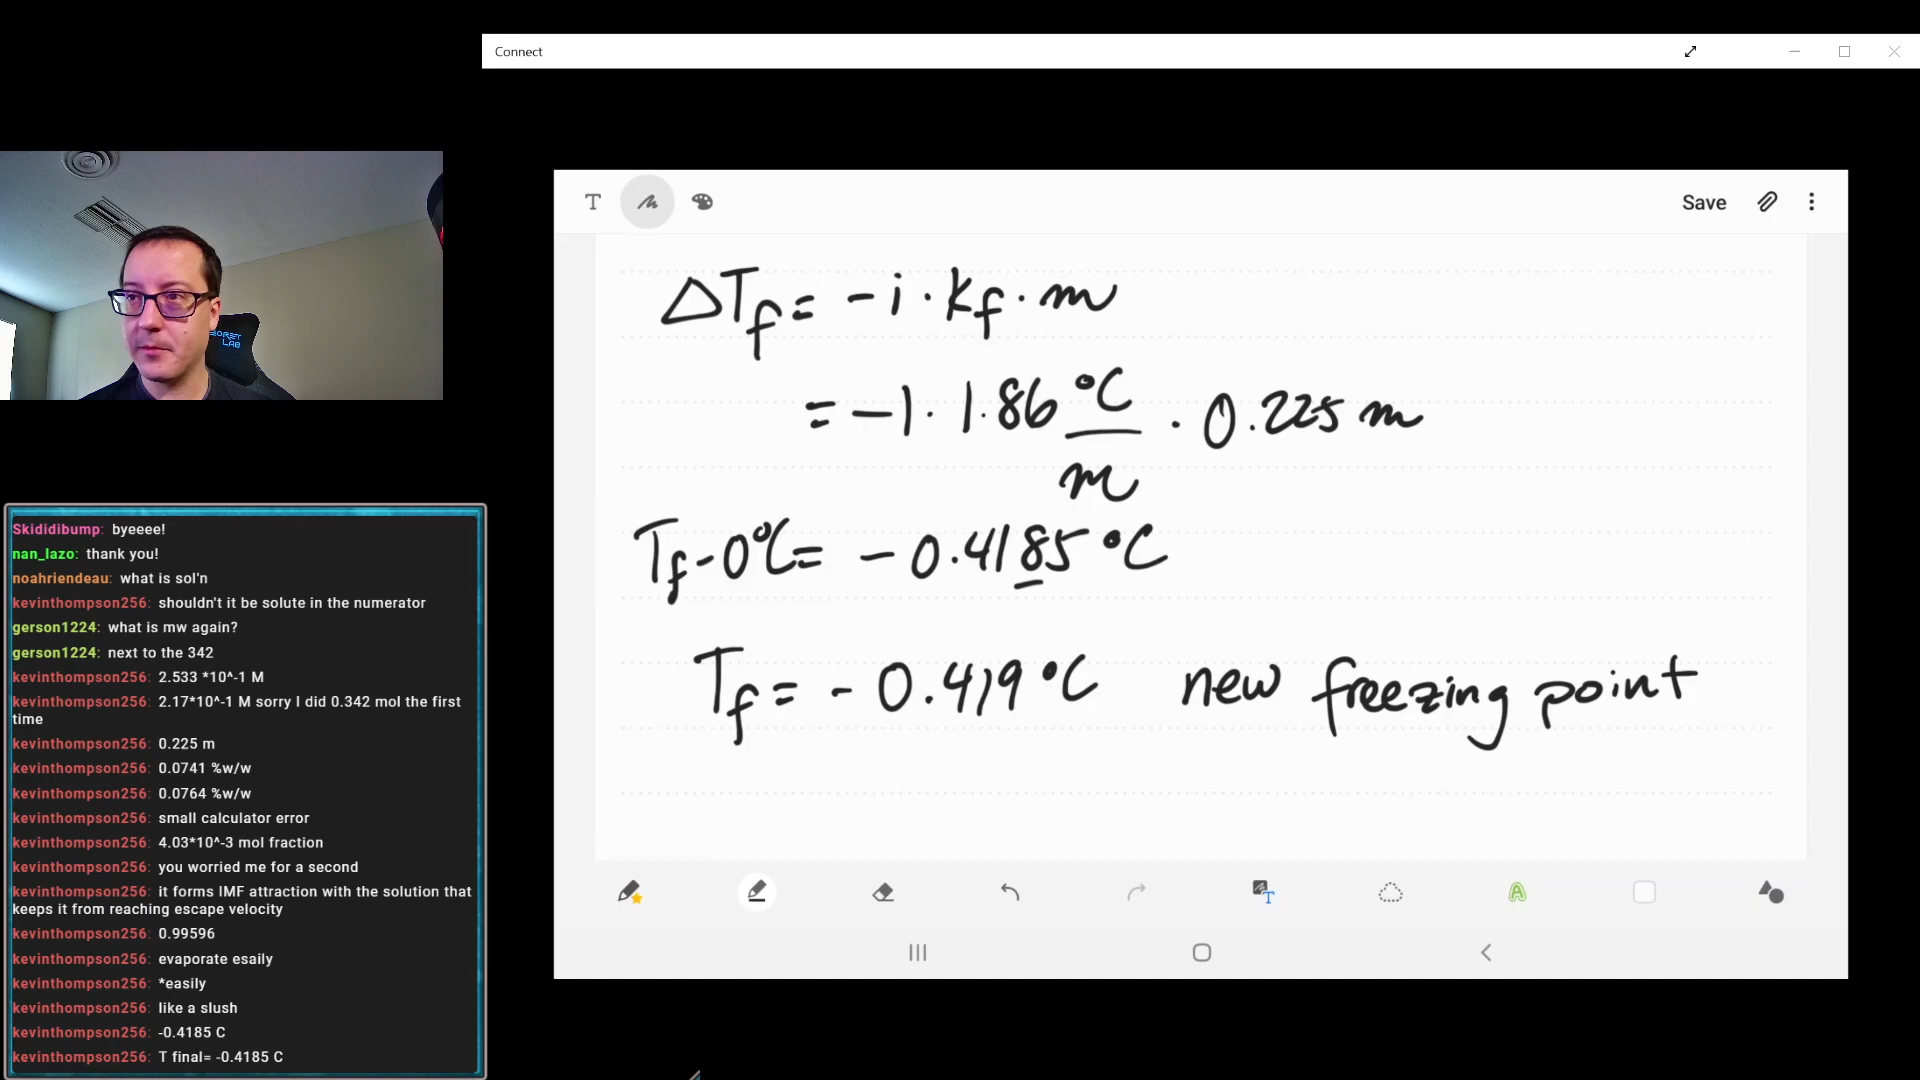 Connect
Save
ΔTf = -i · kf · m
= -1 · 1.86 °C/m · 0.225 m
Tf - 0°C = -0.4185 °C
Tf = -0.419 °C new freezing point
SECRET
LAB
Skididibump: byeeee!
nan_lazo: thank you!
noahriendeau: what is sol'n
kevinthompson256: shouldn't it be solute in the numerator
gerson1224: what is mw again?
gerson1224: next to the 342
kevinthompson256: 2.533 *10^-1 M
kevinthompson256: 2.17*10^-1 M sorry I did 0.342 mol the first
time
kevinthompson256: 0.225 m
kevinthompson256: 0.0741 %w/w
kevinthompson256: 0.0764 %w/w
kevinthompson256: small calculator error
kevinthompson256: 4.03*10^-3 mol fraction
kevinthompson256: you worried me for a second
kevinthompson256: it forms IMF attraction with the solution that
keeps it from reaching escape velocity
kevinthompson256: 0.99596
kevinthompson256: evaporate esaily
kevinthompson256: *easily
kevinthompson256: like a slush
kevinthompson256: -0.4185 C
kevinthompson256: T final= -0.4185 C